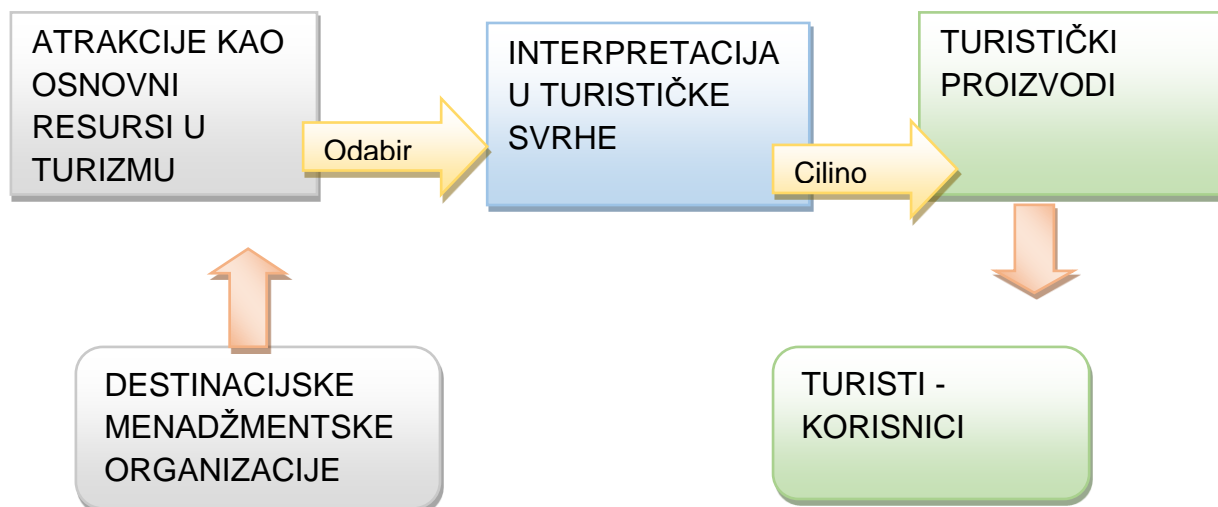 ATRAKCIJE KAO
OSNOVNI
RESURSI U
TURIZMU
Odabir
INTERPRETACIJA
U TURISTIČKE
SVRHE
Cilino
TURISTIČKI
PROIZVODI
DESTINACIJSKE
MENADŽMENTSKE
ORGANIZACIJE
TURISTI -
KORISNICI